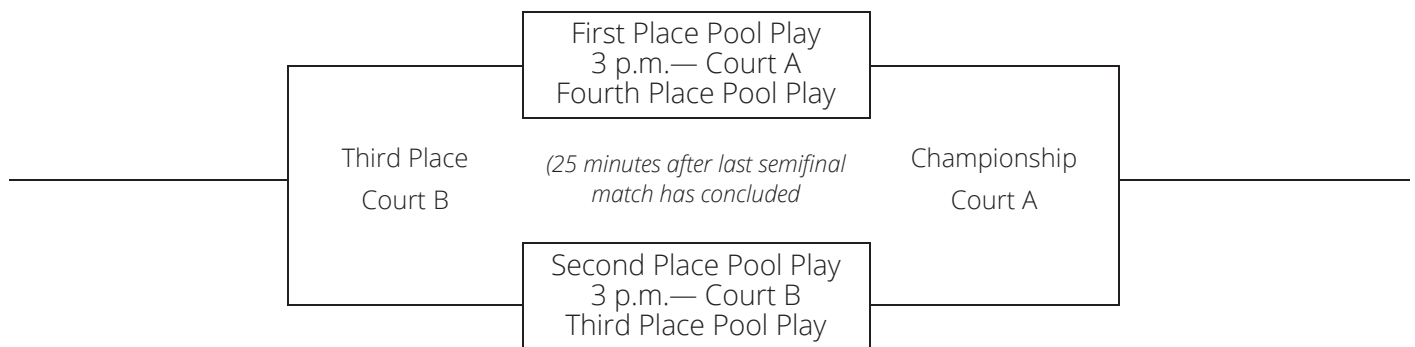 First Place Pool Play
3 p.m.— Court A
Fourth Place Pool Play
Third Place
Court B
(25 minutes after last semifinal
match has concluded
Championship
Court A
Second Place Pool Play
3 p.m.— Court B
Third Place Pool Play